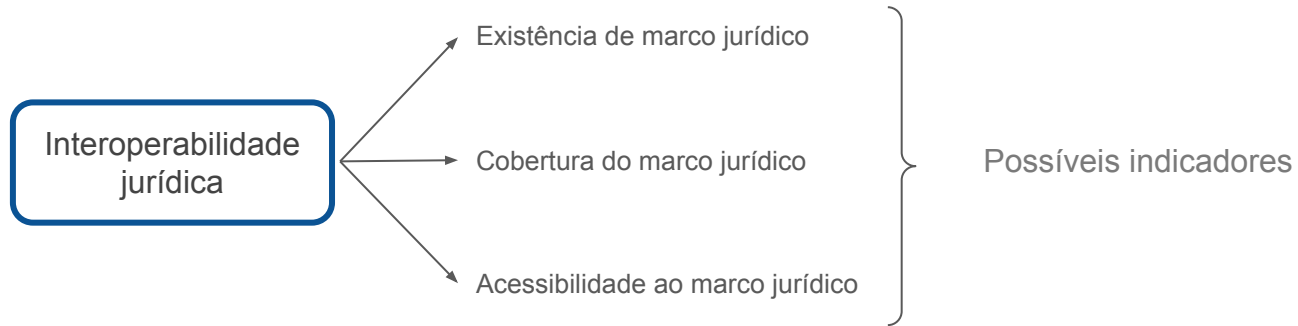 Existência de marco jurídico
Interoperabilidade
jurídica
Cobertura do marco jurídico
Possíveis indicadores
Acessibilidade ao marco jurídico